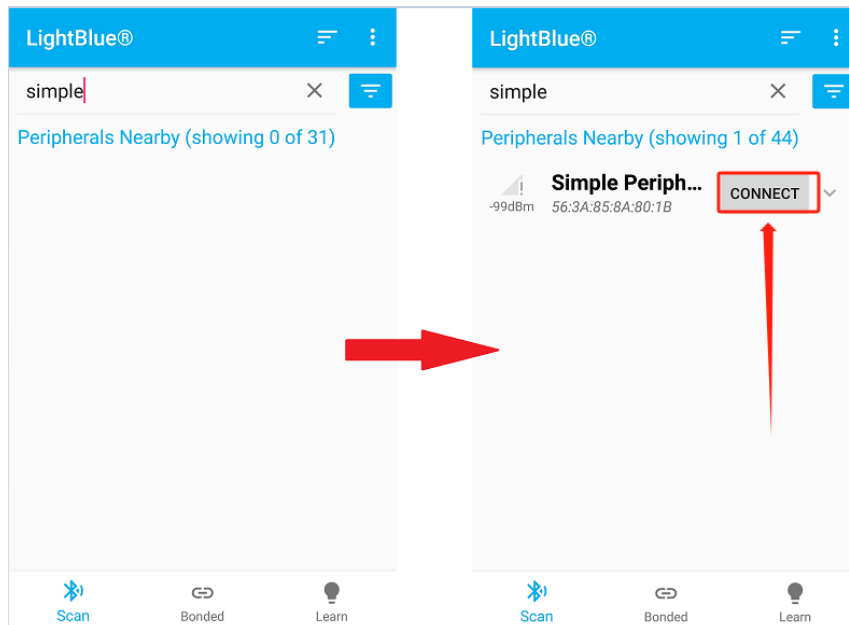 LightBlue®
simple
Peripherals Nearby (showing 0 of 31)
Scan
Bonded
Learn
LightBlue®
simple
Peripherals Nearby (showing 1 of 44)
Simple Periph...
CONNECT
-99dBm
56:3A:85:8A:80:1B
Scan
Bonded
Learn